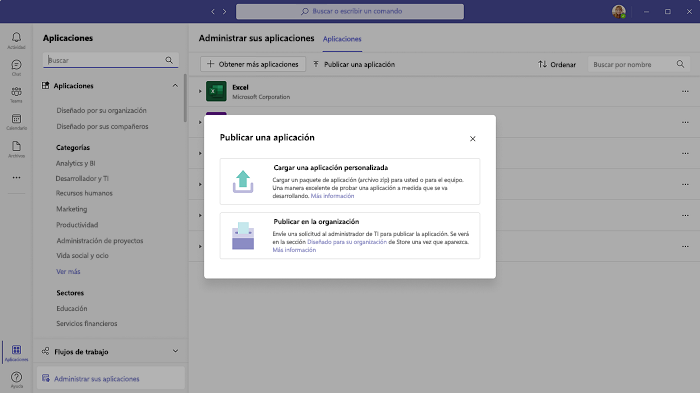 Buscar o escribir un comando
Actividad
Chat
Teams
Calendario
Archivos
Aplicaciones
Ayuda
Aplicaciones
Buscar
Aplicaciones
Diseñado por su organización
Diseñado por sus compañeros
Categorías
Analytics y BI
Desarrollador y TI
Recursos humanos
Marketing
Productividad
Administración de proyectos
Vida social y ocio
Ver más
Sectores
Educación
Servicios financieros
Flujos de trabajo
Administrar sus aplicaciones
Administrar sus aplicaciones Aplicaciones
Obtener más aplicaciones Publicar una aplicación Ordenar Buscar por nombre
Excel
Microsoft Corporation
Publicar una aplicación
Cargar una aplicación personalizada
Cargar un paquete de aplicación (archivo zip) para usted o para el equipo.
Una manera excelente de probar una aplicación a medida que se va
desarrollando. Más información
Publicar en la organización
Envíe una solicitud al administrador de TI para publicar la aplicación. Se verá
en la sección Diseñado para su organización de Store una vez que aparezca.
Más información